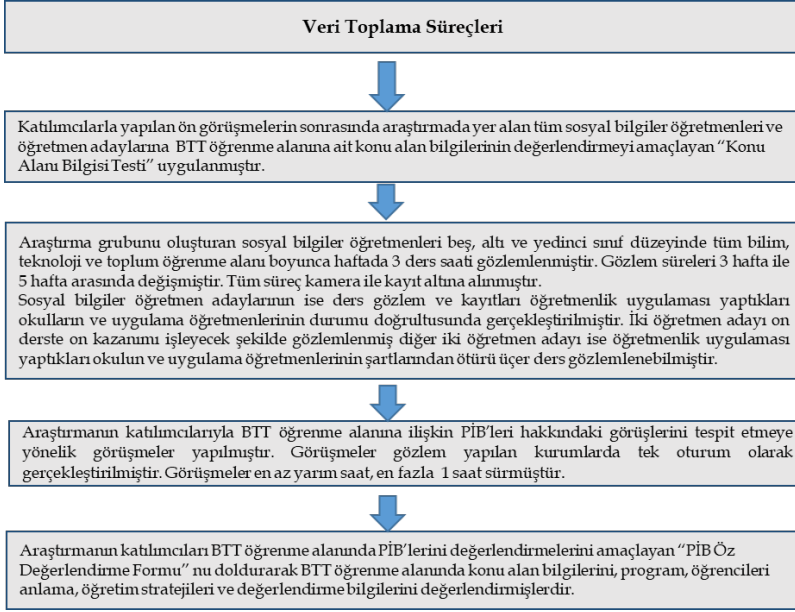 Veri Toplama Süreçleri
Katılımcılarla yapılan ön görüşmelerin sonrasında araştırmada yer alan tüm sosyal bilgiler öğretmenleri ve
öğretmen adaylarına BTT öğrenme alanına ait konu alan bilgilerinin değerlendirmeyi amaçlayan “Konu
Alanı Bilgisi Testi” uygulanmıştır.
Araştırma grubunu oluşturan sosyal bilgiler öğretmenleri beş, altı ve yedinci sınıf düzeyinde tüm bilim,
teknoloji ve toplum öğrenme alanı boyunca haftada 3 ders saati gözlemlenmiştir. Gözlem süreleri 3 hafta ile
5 hafta arasında değişmiştir. Tüm süreç kamera ile kayıt altına alınmıştır.
Sosyal bilgiler öğretmen adaylarının ise ders gözlem ve kayıtları öğretmenlik uygulaması yaptıkları
okulların ve uygulama öğretmenlerinin durumu doğrultusunda gerçekleştirilmiştir. İki öğretmen adayı on
derste on kazanımı işleyecek şekilde gözlemlenmiş diğer iki öğretmen adayı ise öğretmenlik uygulaması
yaptıkları okulun ve uygulama öğretmenlerinin şartlarından ötürü üçer ders gözlemlenebilmiştir.
Araştırmanın katılımcılarıyla BTT öğrenme alanına ilişkin PİB’leri hakkındaki görüşlerini tespit etmeye
yönelik görüşmeler yapılmıştır. Görüşmeler gözlem yapılan kurumlarda tek oturum olarak
gerçekleştirilmiştir. Görüşmeler en az yarım saat, en fazla 1 saat sürmüştür.
Araştırmanın katılımcıları BTT öğrenme alanında PİB’lerini değerlendirmelerini amaçlayan “PİB Öz
Değerlendirme Formu” nu doldurarak BTT öğrenme alanında konu alan bilgilerini, program, öğrencileri
anlama, öğretim stratejileri ve değerlendirme bilgilerini değerlendirmişlerdir.